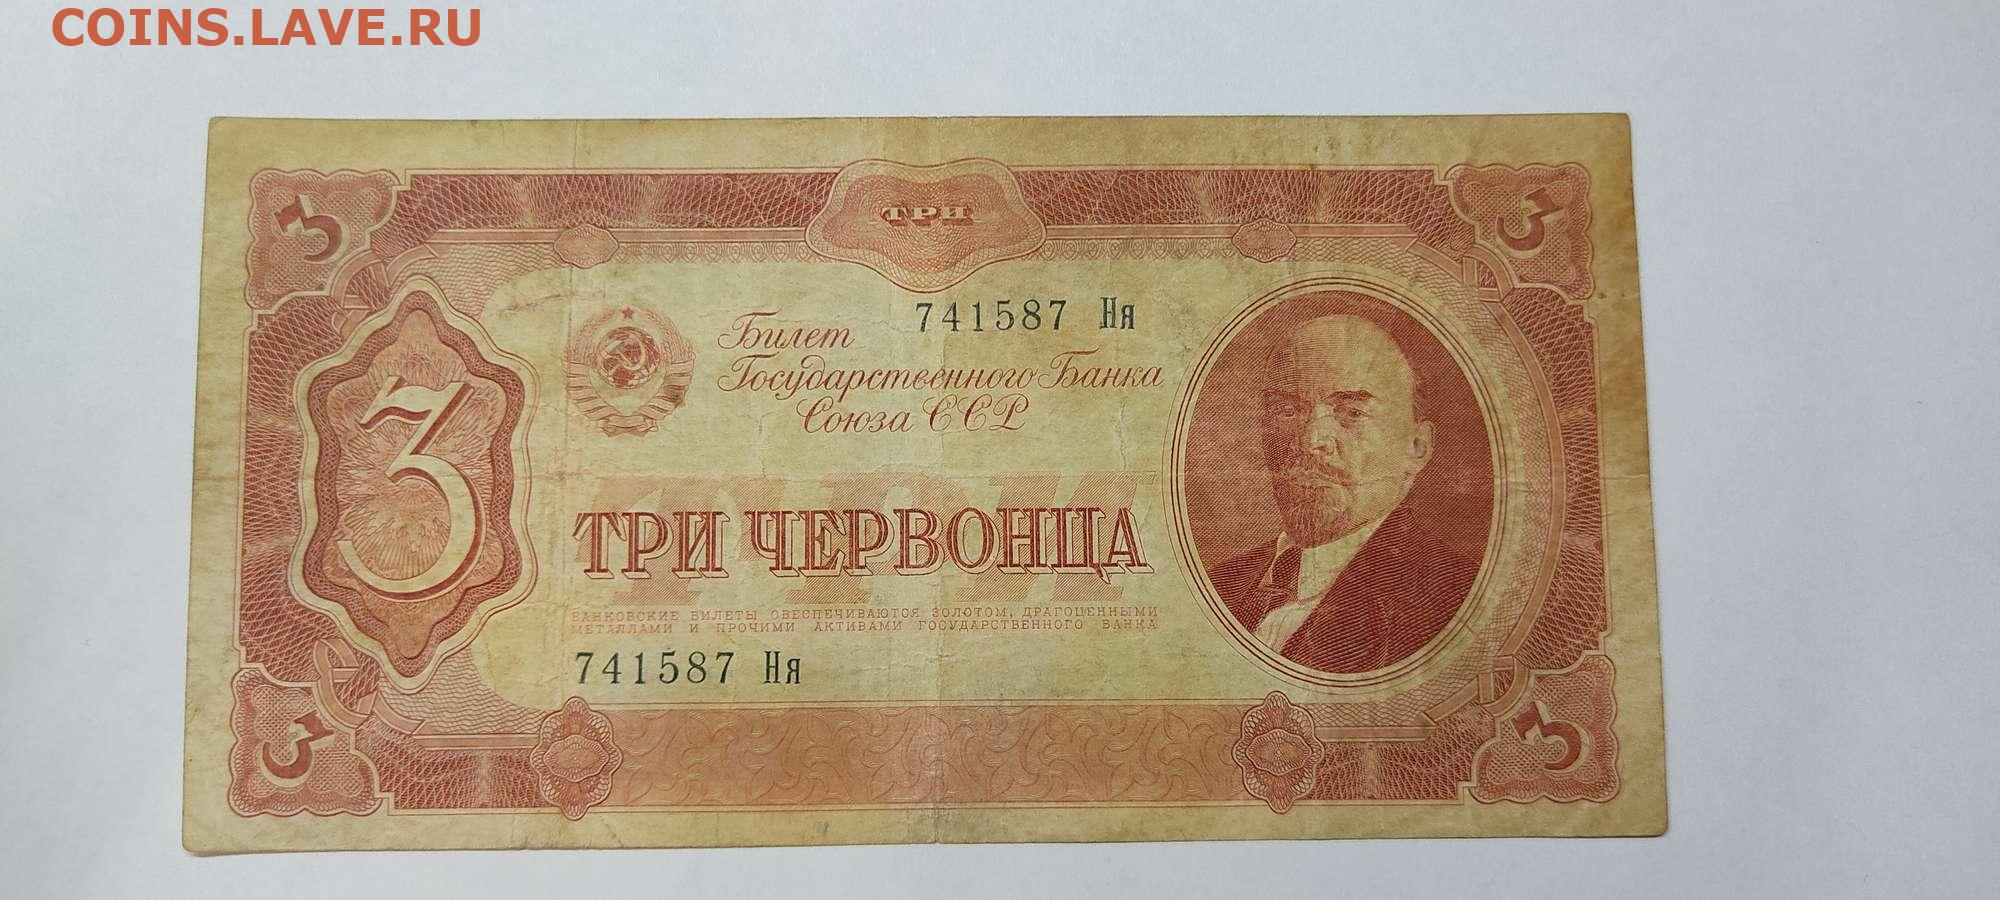 COINS.LAVE.RU
3 ТРИ 3
741587 Ня
Билет
Государственного Банка
Союза ССР
3
ТРИ
ТРИ ЧЕРВОНЦА
БАНКОВСКИЕ БИЛЕТЫ ОБЕСПЕЧИВАЮТСЯ ЗОЛОТОМ, ДРАГОЦЕННЫМИ
МЕТАЛЛАМИ И ПРОЧИМИ АКТИВАМИ ГОСУДАРСТВЕННОГО БАНКА
741587 Ня
3 3